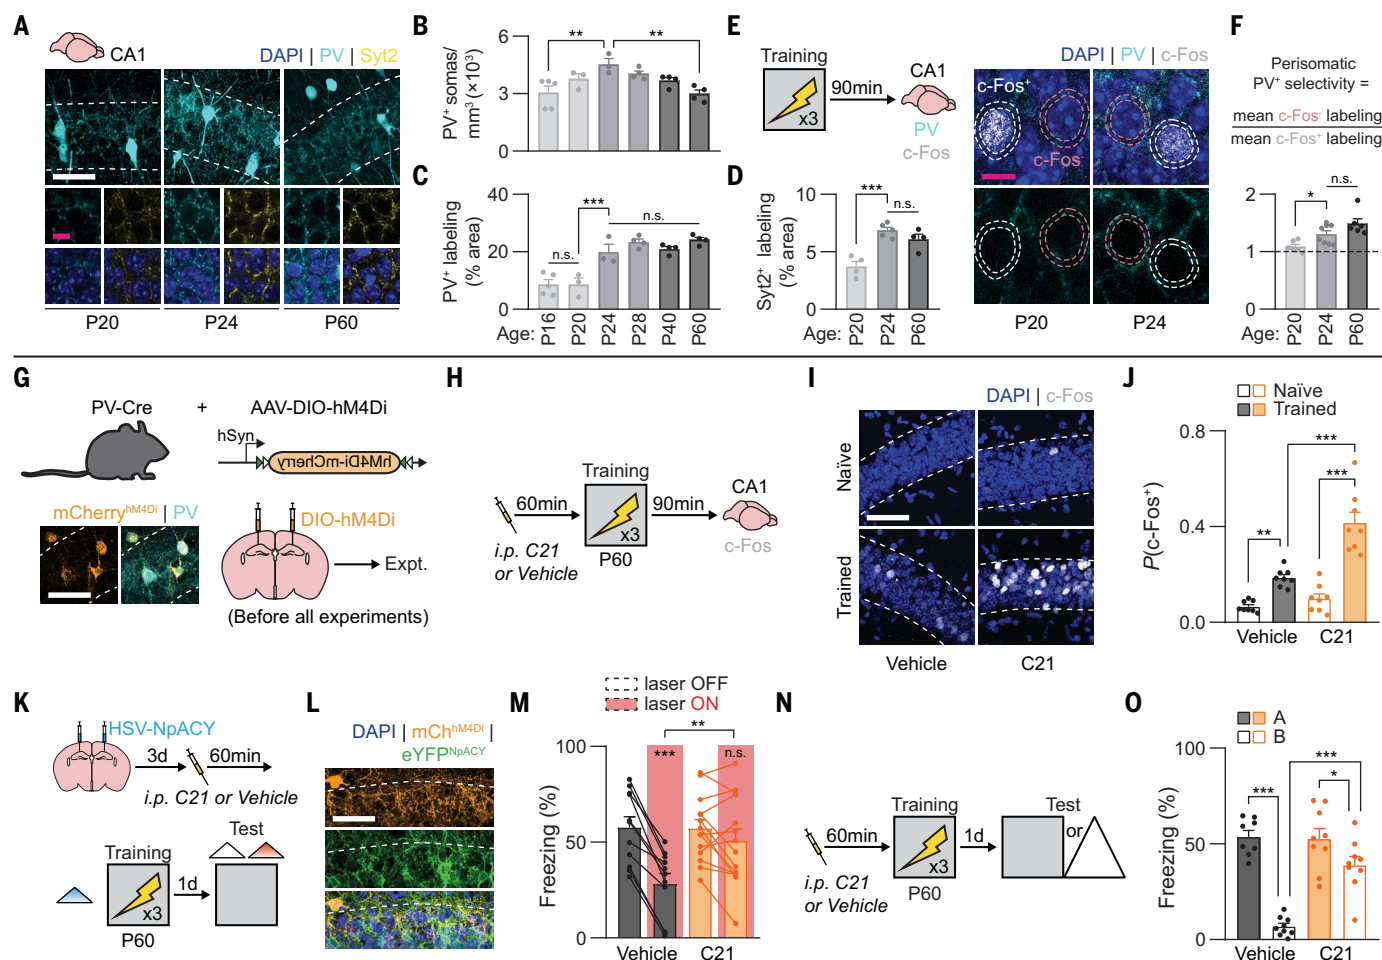 A
CA1
DAPI | PV | Syt2
P20
P24
P60
B
PV+ somas/
mm³ (×10³)
6
3
0
**
**
C
PV+ labeling
(% area)
40
20
0
n.s.
***
n.s.
Age:
P16
P20
P24
P28
P40
P60
D
Syt2+ labeling
(% area)
10
5
0
***
n.s.
Age:
P20
P24
P60
E
Training
x3
90min
CA1
PV
c-Fos
DAPI | PV | c-Fos
c-Fos+
c-Fos-
P20
P24
F
Perisomatic
PV+ selectivity =
mean c-Fos- labeling
mean c-Fos+ labeling
2
1
0
*
n.s.
Age:
P20
P24
P60
G
PV-Cre + AAV-DIO-hM4Di
hSyn
hM4Di-mCherry
mCherryhM4Di | PV
DIO-hM4Di
Expt.
(Before all experiments)
H
60min
i.p. C21
or Vehicle
Training
x3
P60
90min
CA1
c-Fos
I
DAPI | c-Fos
Naïve
Trained
Vehicle
C21
J
Naïve
Trained
P(c-Fos+)
0.8
0.4
0.0
**
***
***
Vehicle
C21
K
HSV-NpACY
3d
60min
i.p. C21 or Vehicle
Training
x3
P60
1d
Test
L
DAPI | mChhM4Di |
eYFPNpACY
M
laser OFF
laser ON
Freezing (%)
100
50
0
***
**
n.s.
Vehicle
C21
N
60min
i.p. C21
or Vehicle
Training
x3
P60
1d
Test
or
O
A
B
Freezing (%)
100
50
0
***
***
*
Vehicle
C21